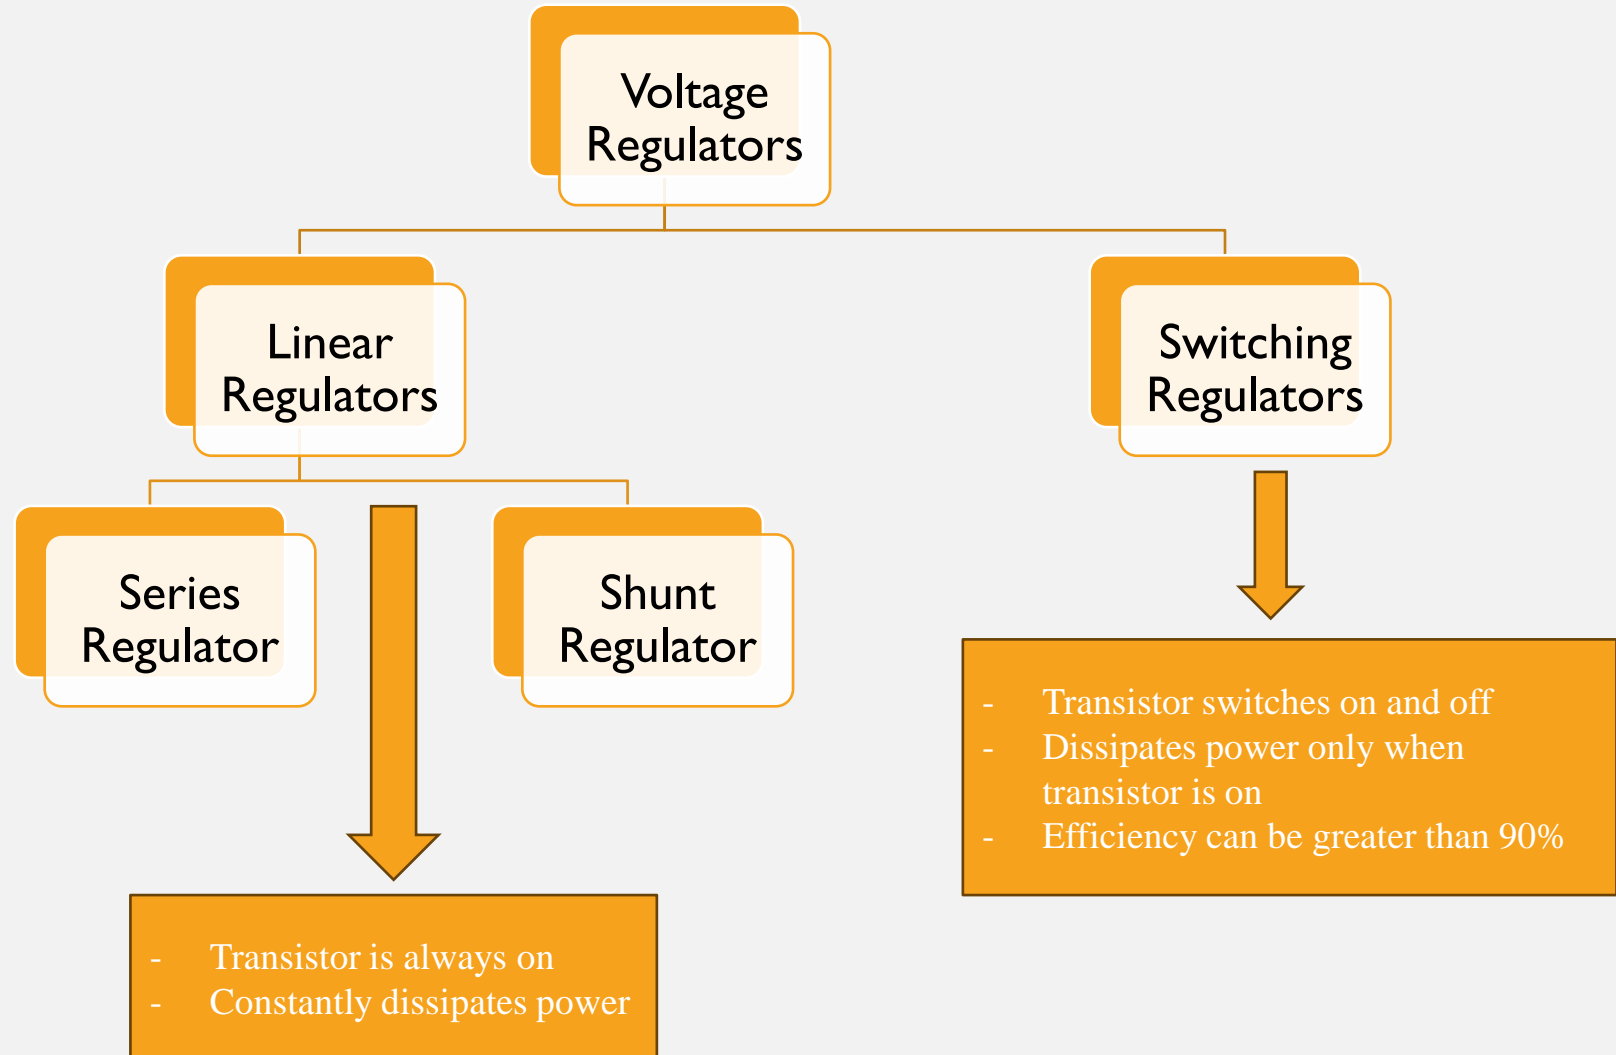 Voltage
Regulators
Linear
Regulators
Switching
Regulators
Series
Regulator
Shunt
Regulator
- Transistor switches on and off
- Dissipates power only when
transistor is on
- Efficiency can be greater than 90%
- Transistor is always on
- Constantly dissipates power